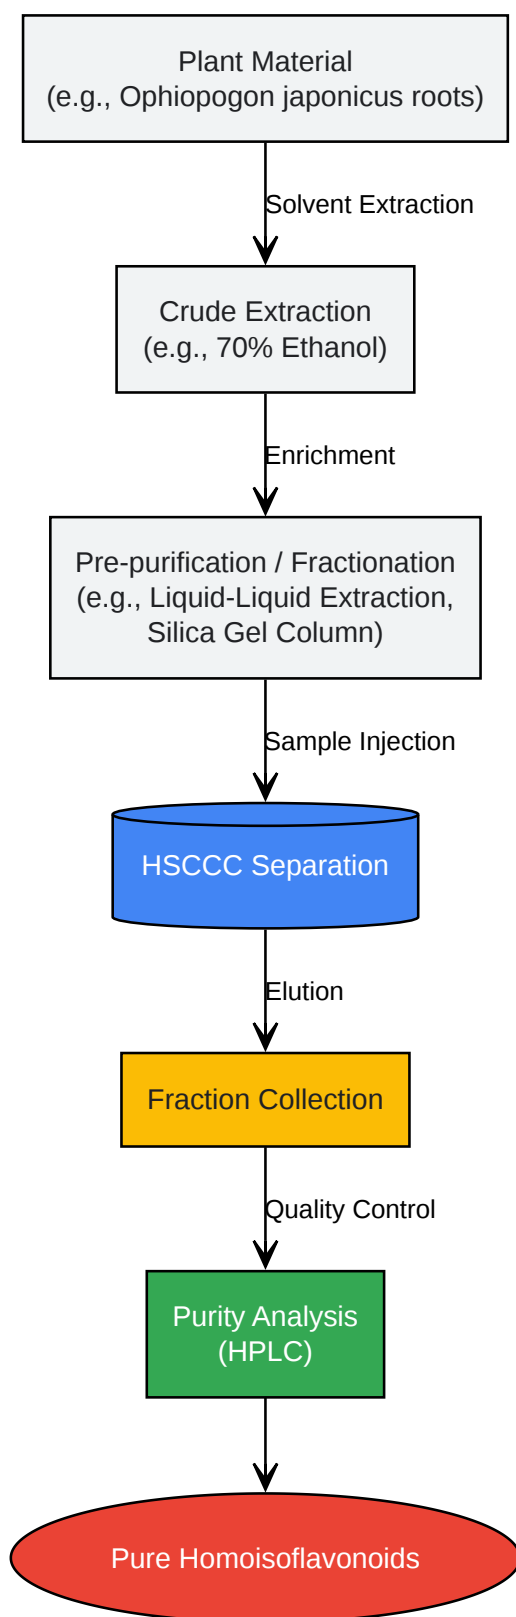 Plant Material
(e.g., Ophiopogon japonicus roots)
Solvent Extraction
Crude Extraction
(e.g., 70% Ethanol)
Enrichment
Pre-purification / Fractionation
(e.g., Liquid-Liquid Extraction,
Silica Gel Column)
Sample Injection
HSCCC Separation
Elution
Fraction Collection
Quality Control
Purity Analysis
(HPLC)
Pure Homoisoflavonoids